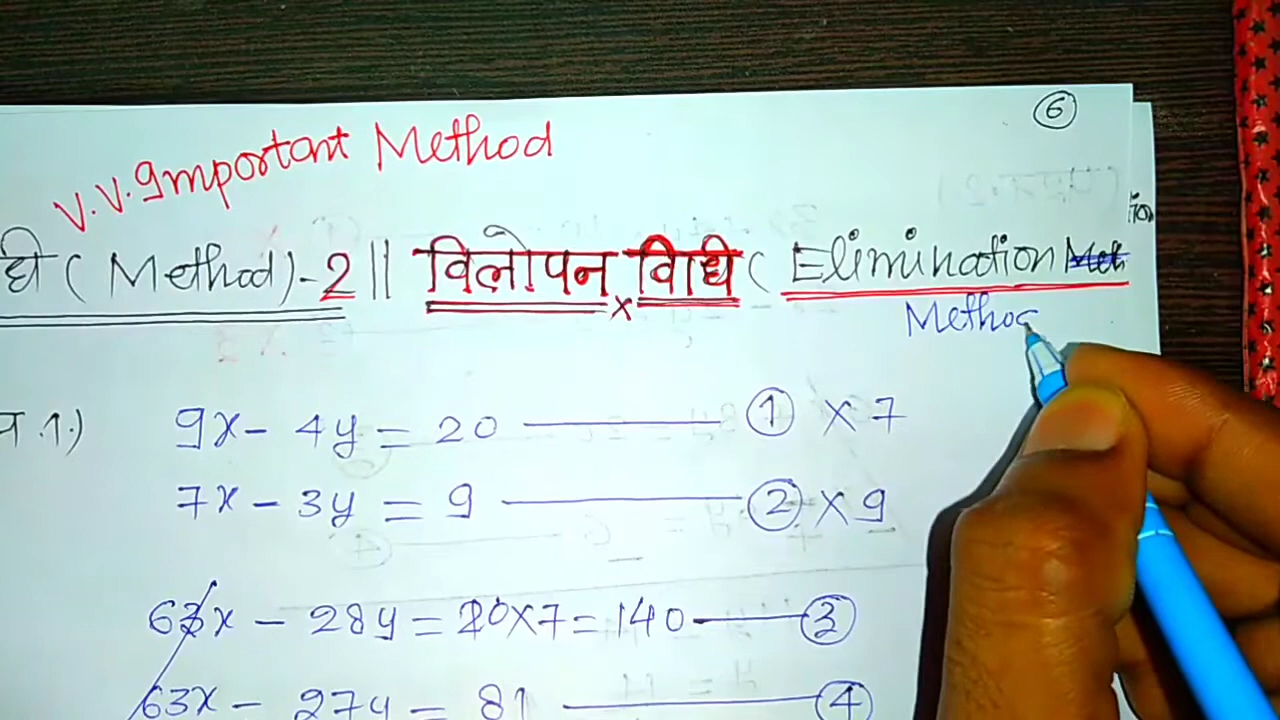 6
V.V. Important Method
धी ( Method ) - 2 || विलोपन विधि ( Elimination
Method
1.) 9x - 4y = 20 ——— ① × 7
7x - 3y = 9 ——— ② × 9
63x - 28y = 20×7 = 140 ——— ③
63x - 27y = 81 ——— ④